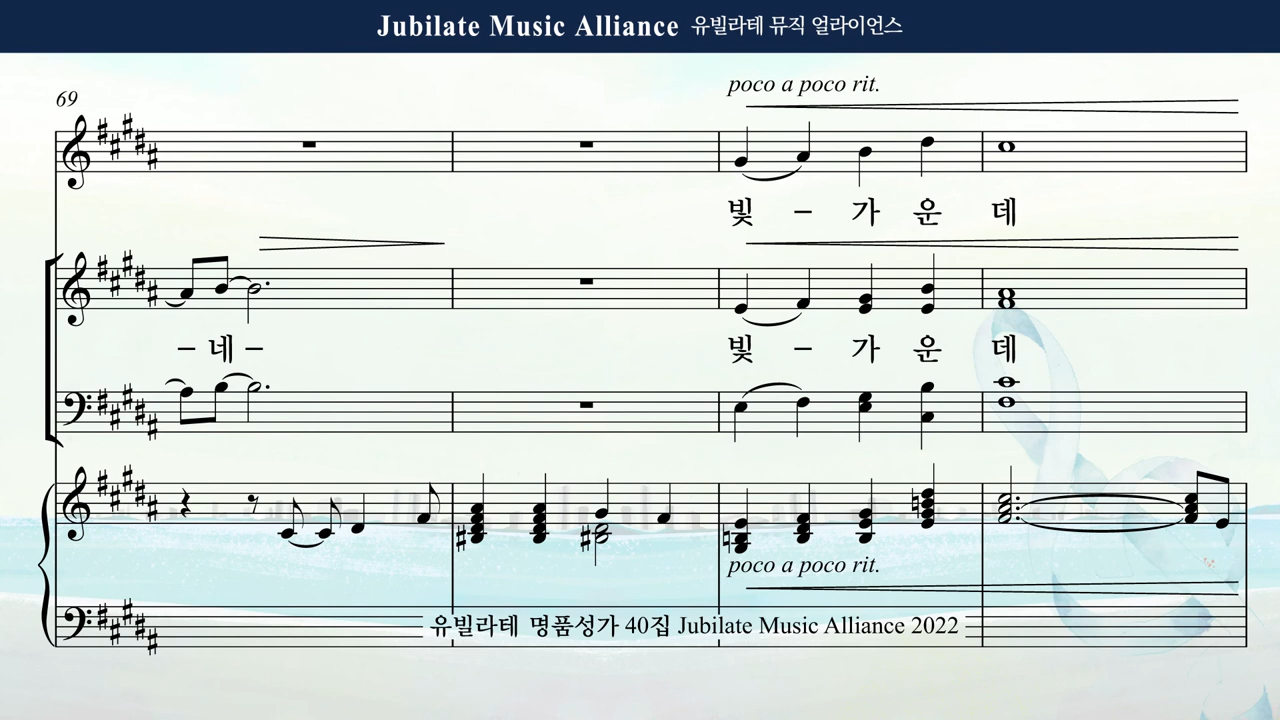 Jubilate Music Alliance 유빌라테 뮤직 얼라이언스
69
poco a poco rit.
빛 – 가 운 데
– 네 –
빛 – 가 운 데
poco a poco rit.
유빌라테 명품성가 40집 Jubilate Music Alliance 2022